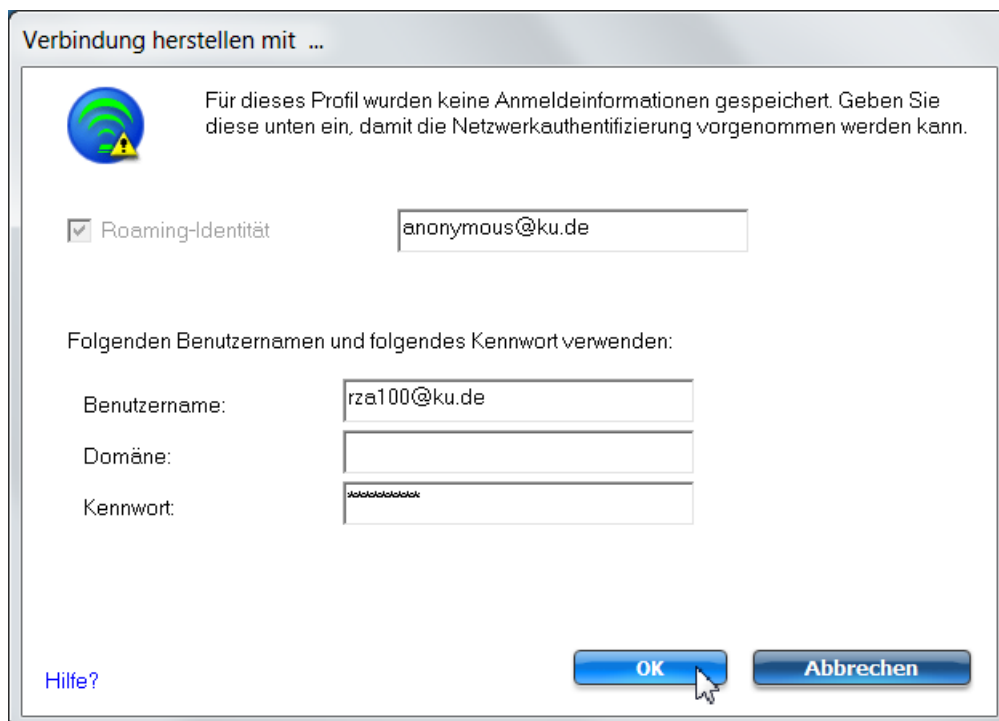 Verbindung herstellen mit ...
Für dieses Profil wurden keine Anmeldeinformationen gespeichert. Geben Sie
diese unten ein, damit die Netzwerkauthentifizierung vorgenommen werden kann.
Roaming-Identität anonymous@ku.de
Folgenden Benutzernamen und folgendes Kennwort verwenden:
Benutzername: rza100@ku.de
Domäne:
Kennwort: ***********
Hilfe? OK Abbrechen